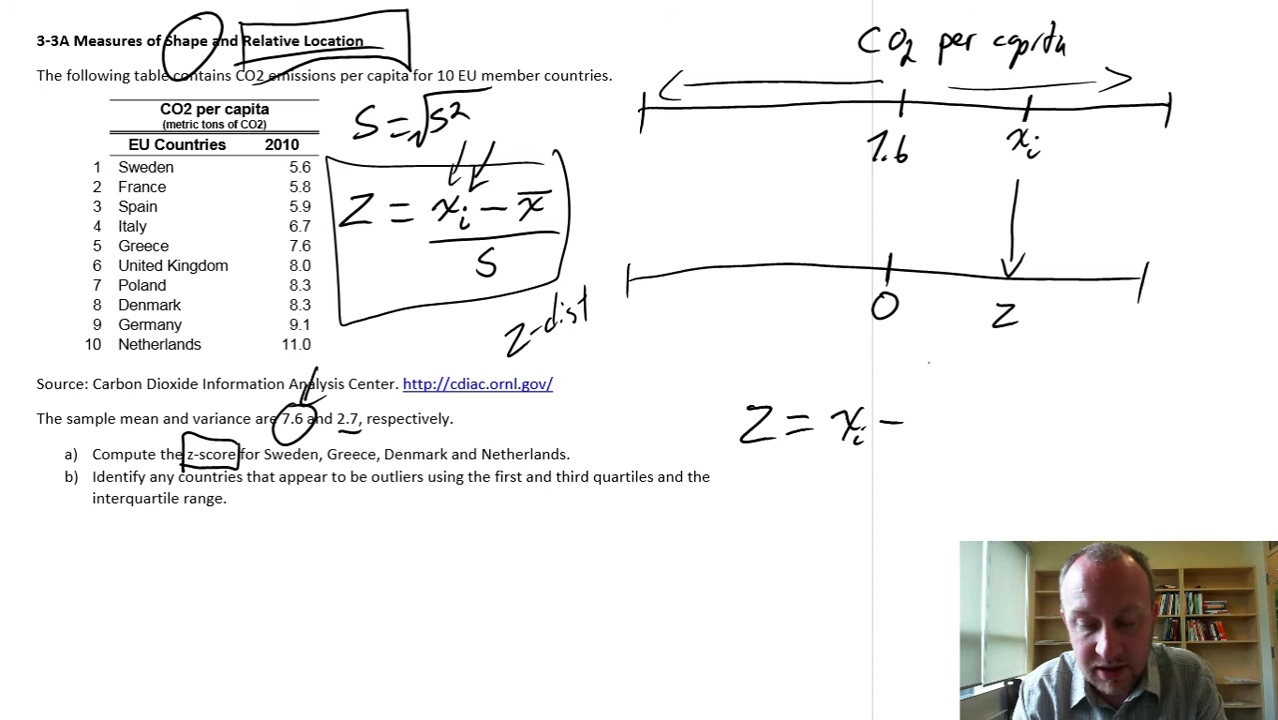 3-3A Measures of Shape and Relative Location
The following table contains CO2 emissions per capita for 10 EU member countries.
CO2 per capita
(metric tons of CO2)
EU Countries 2010
1 Sweden 5.6
2 France 5.8
3 Spain 5.9
4 Italy 6.7
5 Greece 7.6
6 United Kingdom 8.0
7 Poland 8.3
8 Denmark 8.3
9 Germany 9.1
10 Netherlands 11.0
S = √S²
Z = xᵢ − x̄
S
Z-dist
Source: Carbon Dioxide Information Analysis Center. http://cdiac.ornl.gov/
The sample mean and variance are 7.6 and 2.7, respectively.
a) Compute the z-score for Sweden, Greece, Denmark and Netherlands.
b) Identify any countries that appear to be outliers using the first and third quartiles and the
interquartile range.
CO2 per capita
7.6 xᵢ
0 Z
Z = xᵢ −